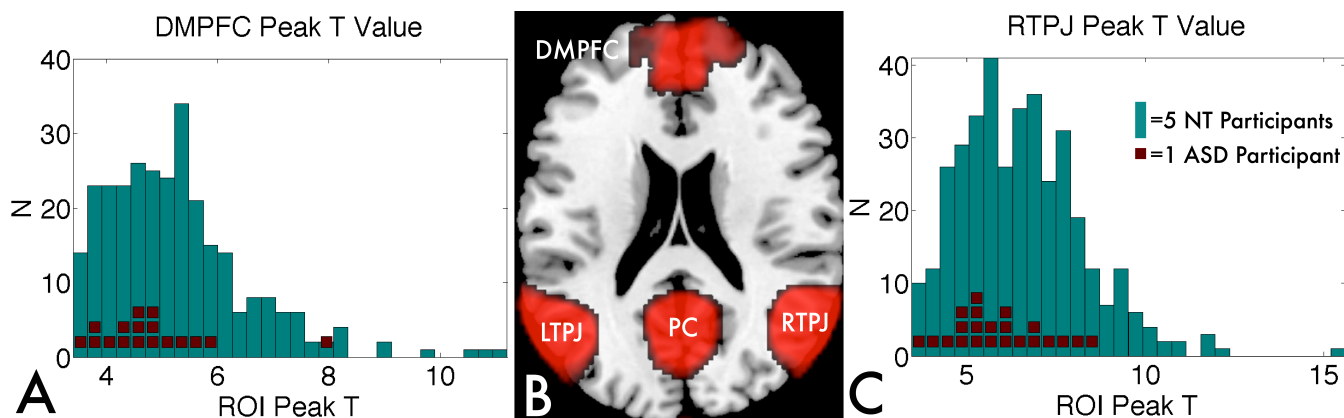 DMPFC Peak T Value
40
30
20
10
0
N
4
6
8
10
ROI Peak T
A
DMPFC
LTPJ
PC
RTPJ
B
RTPJ Peak T Value
40
30
20
10
0
N
=5 NT Participants
=1 ASD Participant
5
10
15
ROI Peak T
C